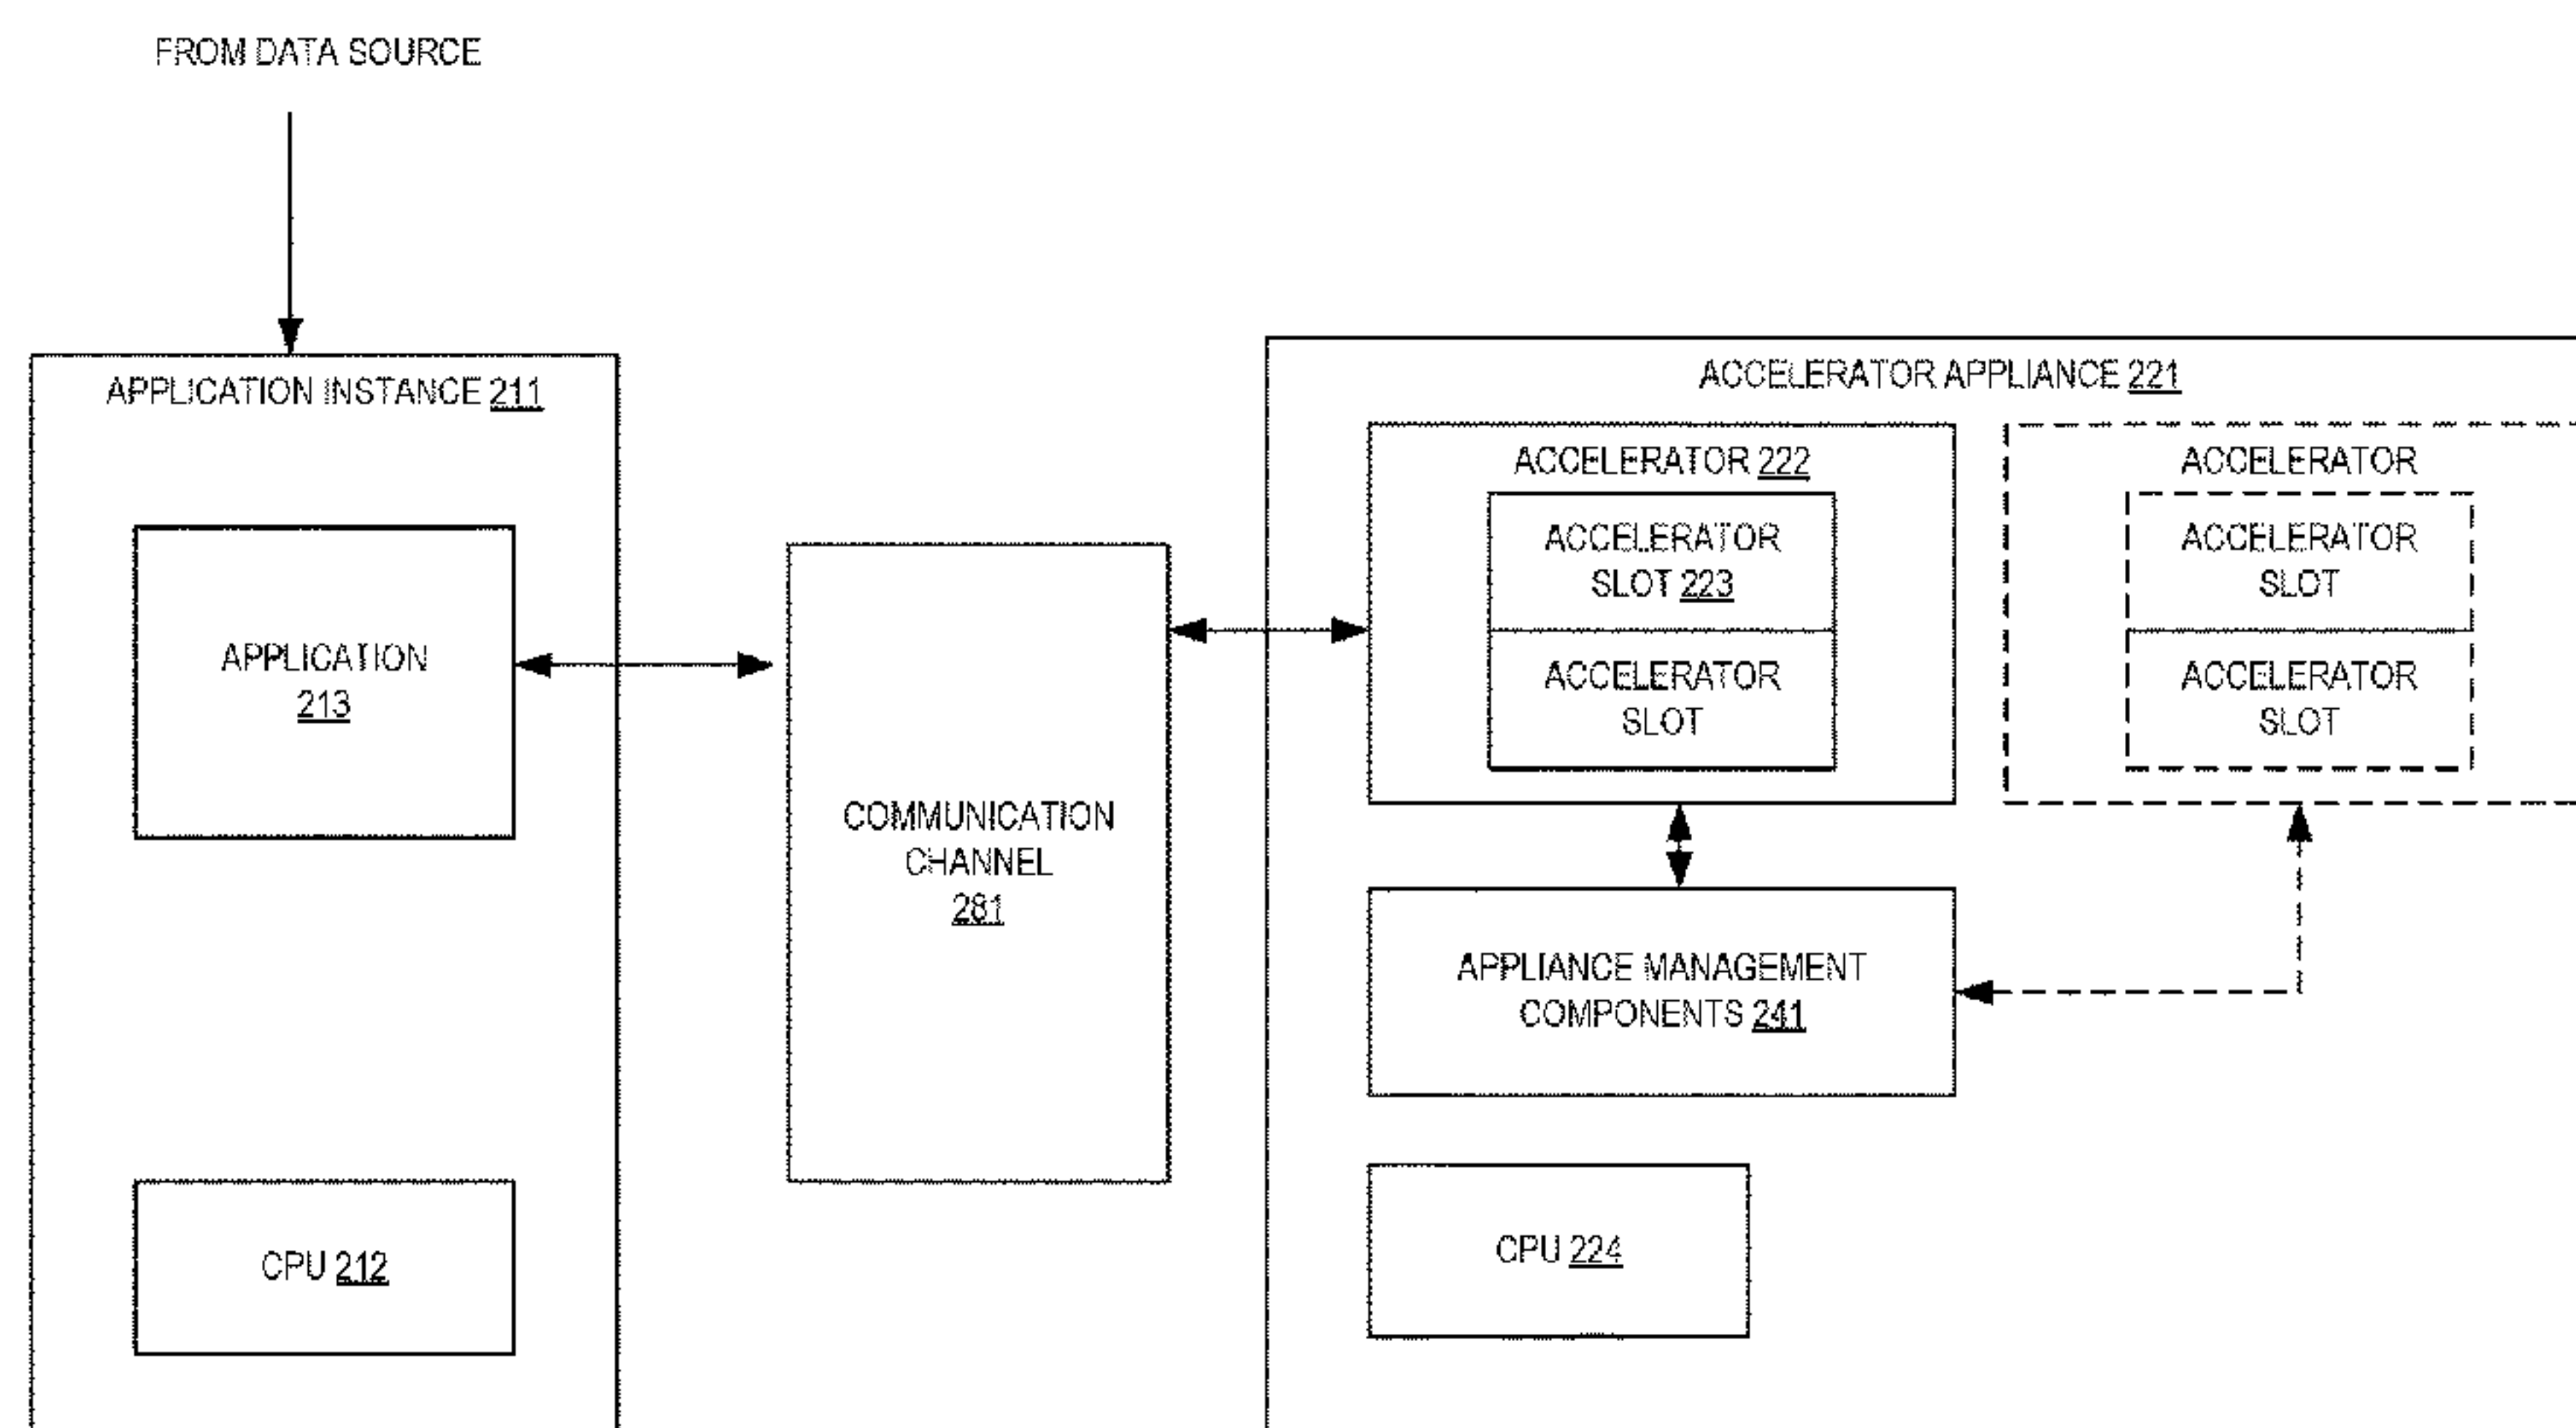 FROM DATA SOURCE
APPLICATION INSTANCE 211
APPLICATION
213
CPU 212
COMMUNICATION
CHANNEL
281
ACCELERATOR APPLIANCE 221
ACCELERATOR 222
ACCELERATOR
SLOT 223
ACCELERATOR
SLOT
ACCELERATOR
ACCELERATOR
SLOT
ACCELERATOR
SLOT
APPLIANCE MANAGEMENT
COMPONENTS 241
CPU 224